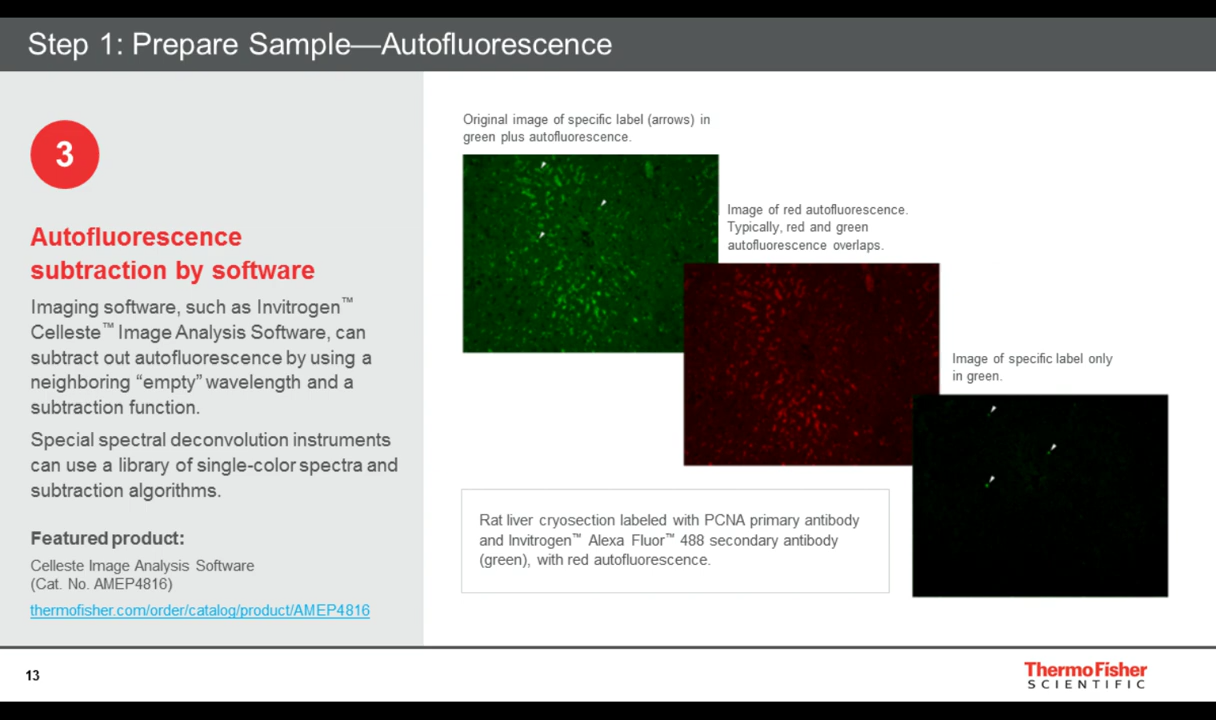 Step 1: Prepare Sample—Autofluorescence
3
Autofluorescence
subtraction by software
Imaging software, such as Invitrogen™
Celleste™ Image Analysis Software, can
subtract out autofluorescence by using a
neighboring “empty” wavelength and a
subtraction function.
Special spectral deconvolution instruments
can use a library of single-color spectra and
subtraction algorithms.
Featured product:
Celleste Image Analysis Software
(Cat. No. AMEP4816)
thermofisher.com/order/catalog/product/AMEP4816
Original image of specific label (arrows) in
green plus autofluorescence.
Image of red autofluorescence.
Typically, red and green
autofluorescence overlaps.
Image of specific label only
in green.
Rat liver cryosection labeled with PCNA primary antibody
and Invitrogen™ Alexa Fluor™ 488 secondary antibody
(green), with red autofluorescence.
13
ThermoFisher
SCIENTIFIC